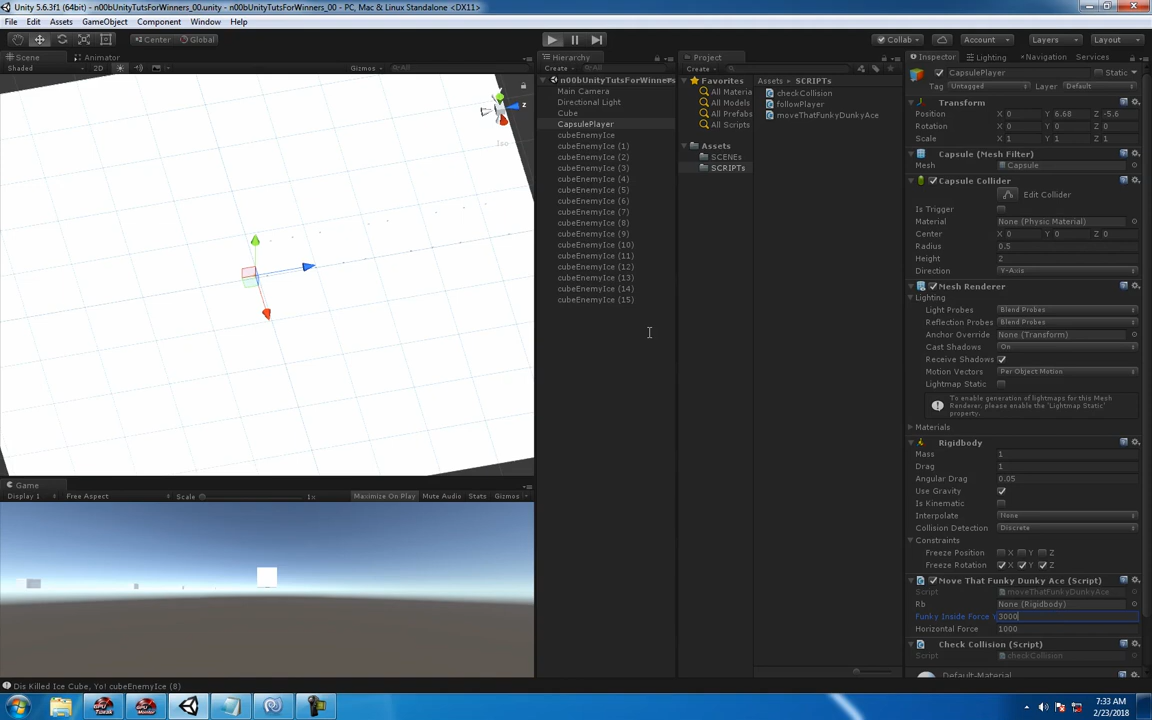 Unity 5.6.3f1 (64bit) - n00bUnityTutsForWinners_00.unity - n00bUnityTutsForWinners_00 - PC, Mac & Linux Standalone <DX11>
File Edit Assets GameObject Component Window Help
Center Global Collab Account Layers Layout
Scene Animator
Shaded 2D Gizmos All
z
Iso
Hierarchy
Create All
n00bUnityTutsForWinners
Main Camera
Directional Light
Cube
CapsulePlayer
cubeEnemyIce
cubeEnemyIce (1)
cubeEnemyIce (2)
cubeEnemyIce (3)
cubeEnemyIce (4)
cubeEnemyIce (5)
cubeEnemyIce (6)
cubeEnemyIce (7)
cubeEnemyIce (8)
cubeEnemyIce (9)
cubeEnemyIce (10)
cubeEnemyIce (11)
cubeEnemyIce (12)
cubeEnemyIce (13)
cubeEnemyIce (14)
cubeEnemyIce (15)
Project
Create
Favorites
All Materia
All Models
All Prefabs
All Scripts
Assets
SCENEs
SCRIPTs
Assets SCRIPTs
checkCollision
followPlayer
moveThatFunkyDunkyAce
Inspector Lighting Navigation Services
CapsulePlayer Static
Tag Untagged Layer Default
Transform
Position X 0 Y 6.68 Z -5.6
Rotation X 0 Y 0 Z 0
Scale X 1 Y 1 Z 1
Capsule (Mesh Filter)
Mesh Capsule
Capsule Collider
Edit Collider
Is Trigger
Material None (Physic Material)
Center X 0 Y 0 Z 0
Radius 0.5
Height 2
Direction Y-Axis
Mesh Renderer
Lighting
Light Probes Blend Probes
Reflection Probes Blend Probes
Anchor Override None (Transform)
Cast Shadows On
Receive Shadows
Motion Vectors Per Object Motion
Lightmap Static
To enable generation of lightmaps for this Mesh Renderer, please enable the 'Lightmap Static' property.
Materials
Rigidbody
Mass 1
Drag 1
Angular Drag 0.05
Use Gravity
Is Kinematic
Interpolate None
Collision Detection Discrete
Constraints
Freeze Position X Y Z
Freeze Rotation X Y Z
Move That Funky Dunky Ace (Script)
Script moveThatFunkyDunkyAce
Rb None (Rigidbody)
Funky Inside Force 3000
Horizontal Force 1000
Check Collision (Script)
Script checkCollision
Default-Material
Game
Display 1 Free Aspect Scale 1x Maximize On Play Mute Audio Stats Gizmos
Dis Killed Ice Cube, Yo! cubeEnemyIce (8)
7:33 AM
2/23/2018